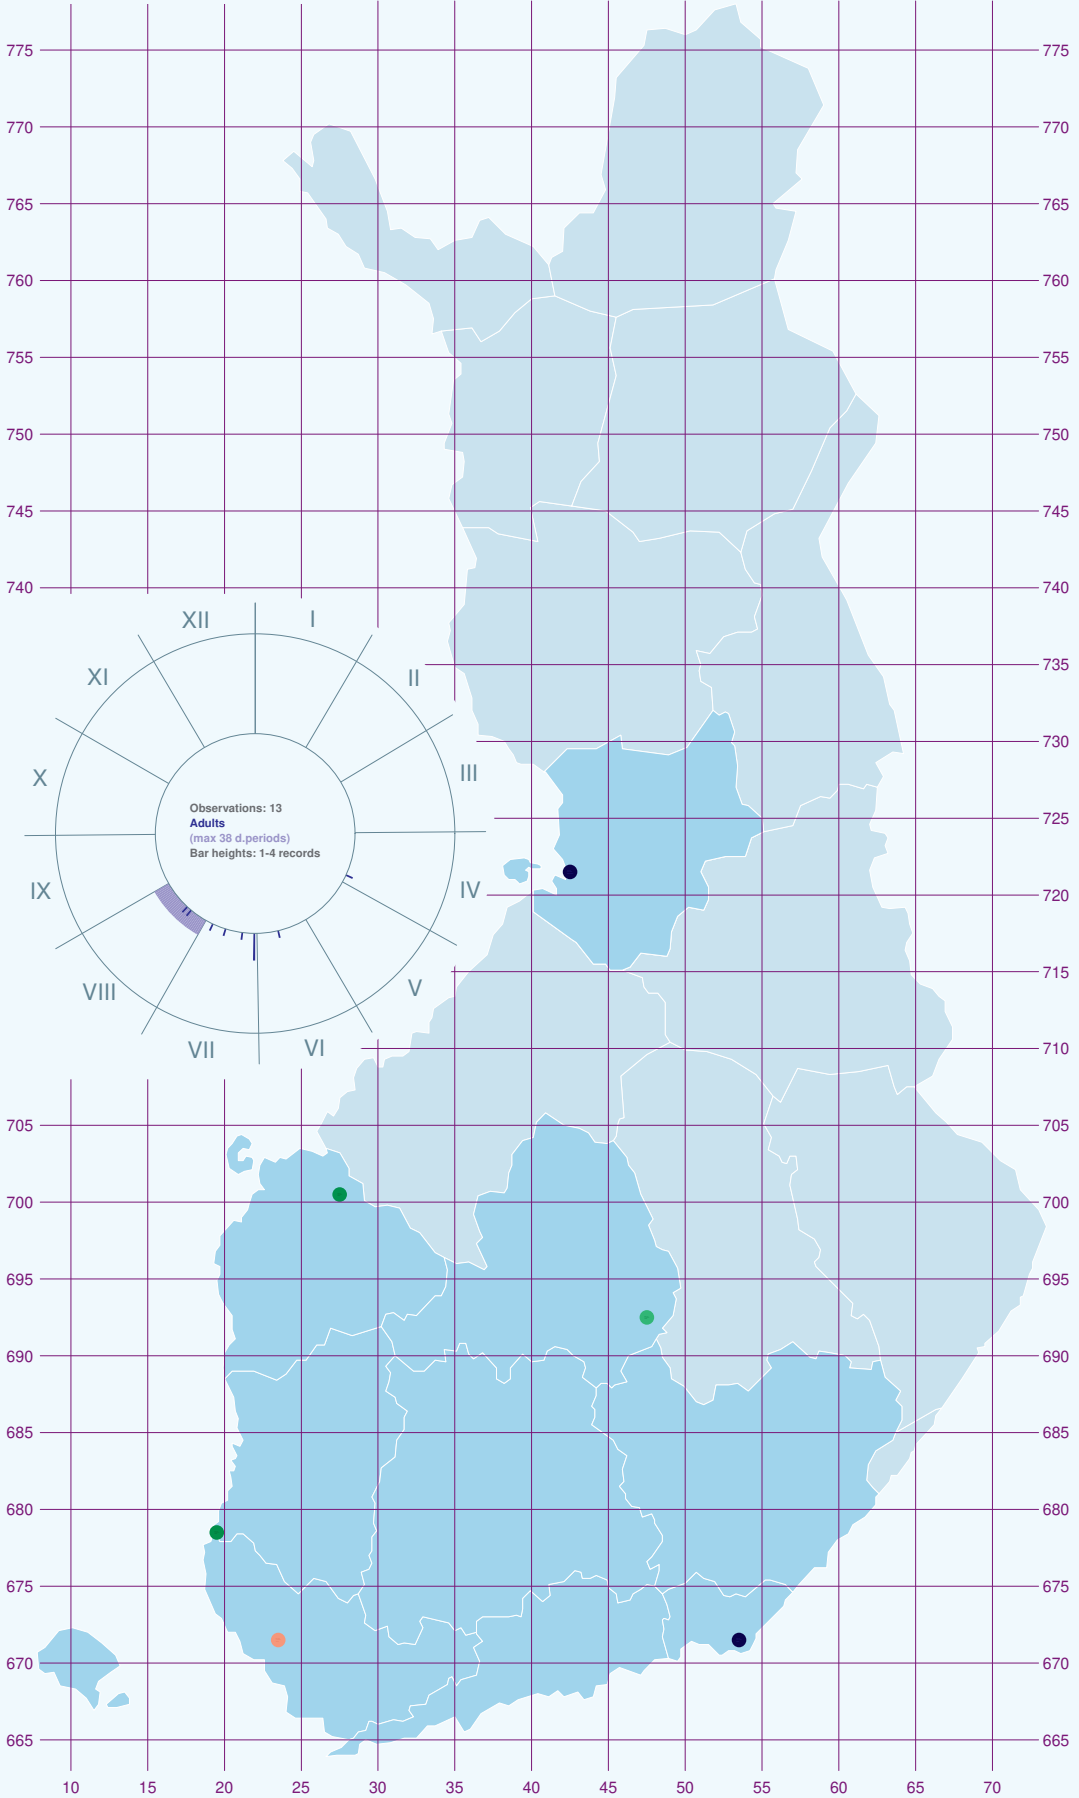 775 775
770 770
765 765
760 760
755 755
750 750
745 745
740 740
XII I
735 735
XI II
730 730
X III
Observations: 13
Adults
(max 38 d.periods)
Bar heights: 1-4 records
725
IX IV
720
VIII V
715
VII VI
710
705 705
700 700
695 695
690 690
685 685
680 680
675 675
670 670
665 665
10 15 20 25 30 35 40 45 50 55 60 65 70